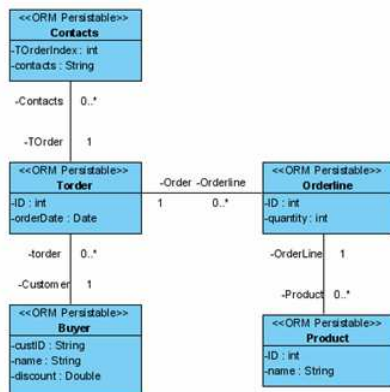 <<ORM Persistable>>
Contacts
-TOrderIndex : int
-contacts : String
-Contacts 0..*
-TOrder 1
<<ORM Persistable>>
Torder
-ID : int
-orderDate : Date
-Order -Orderline
1 0..*
<<ORM Persistable>>
Orderline
-ID : int
-quantity : int
-torder 0..*
-Customer 1
-OrderLine 1
-Product 0..*
<<ORM Persistable>>
Buyer
-custID : String
-name : String
-discount : Double
<<ORM Persistable>>
Product
-ID : int
-name : String